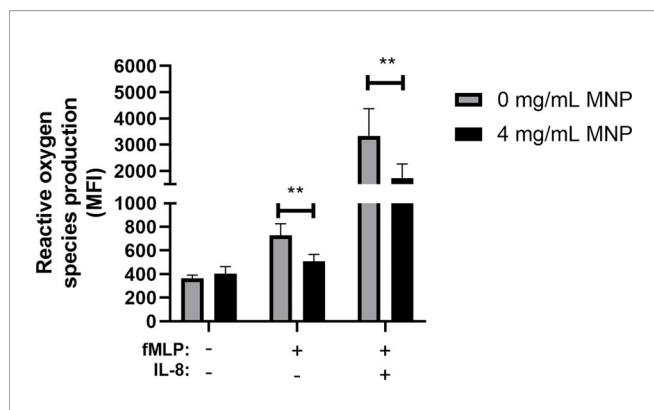 Reactive oxygen
species production
(MFI)
6000
5000
4000
3000
2000
1000
800
600
400
200
0
**
**
0 mg/mL MNP
4 mg/mL MNP
fMLP: - + +
IL-8: - - +